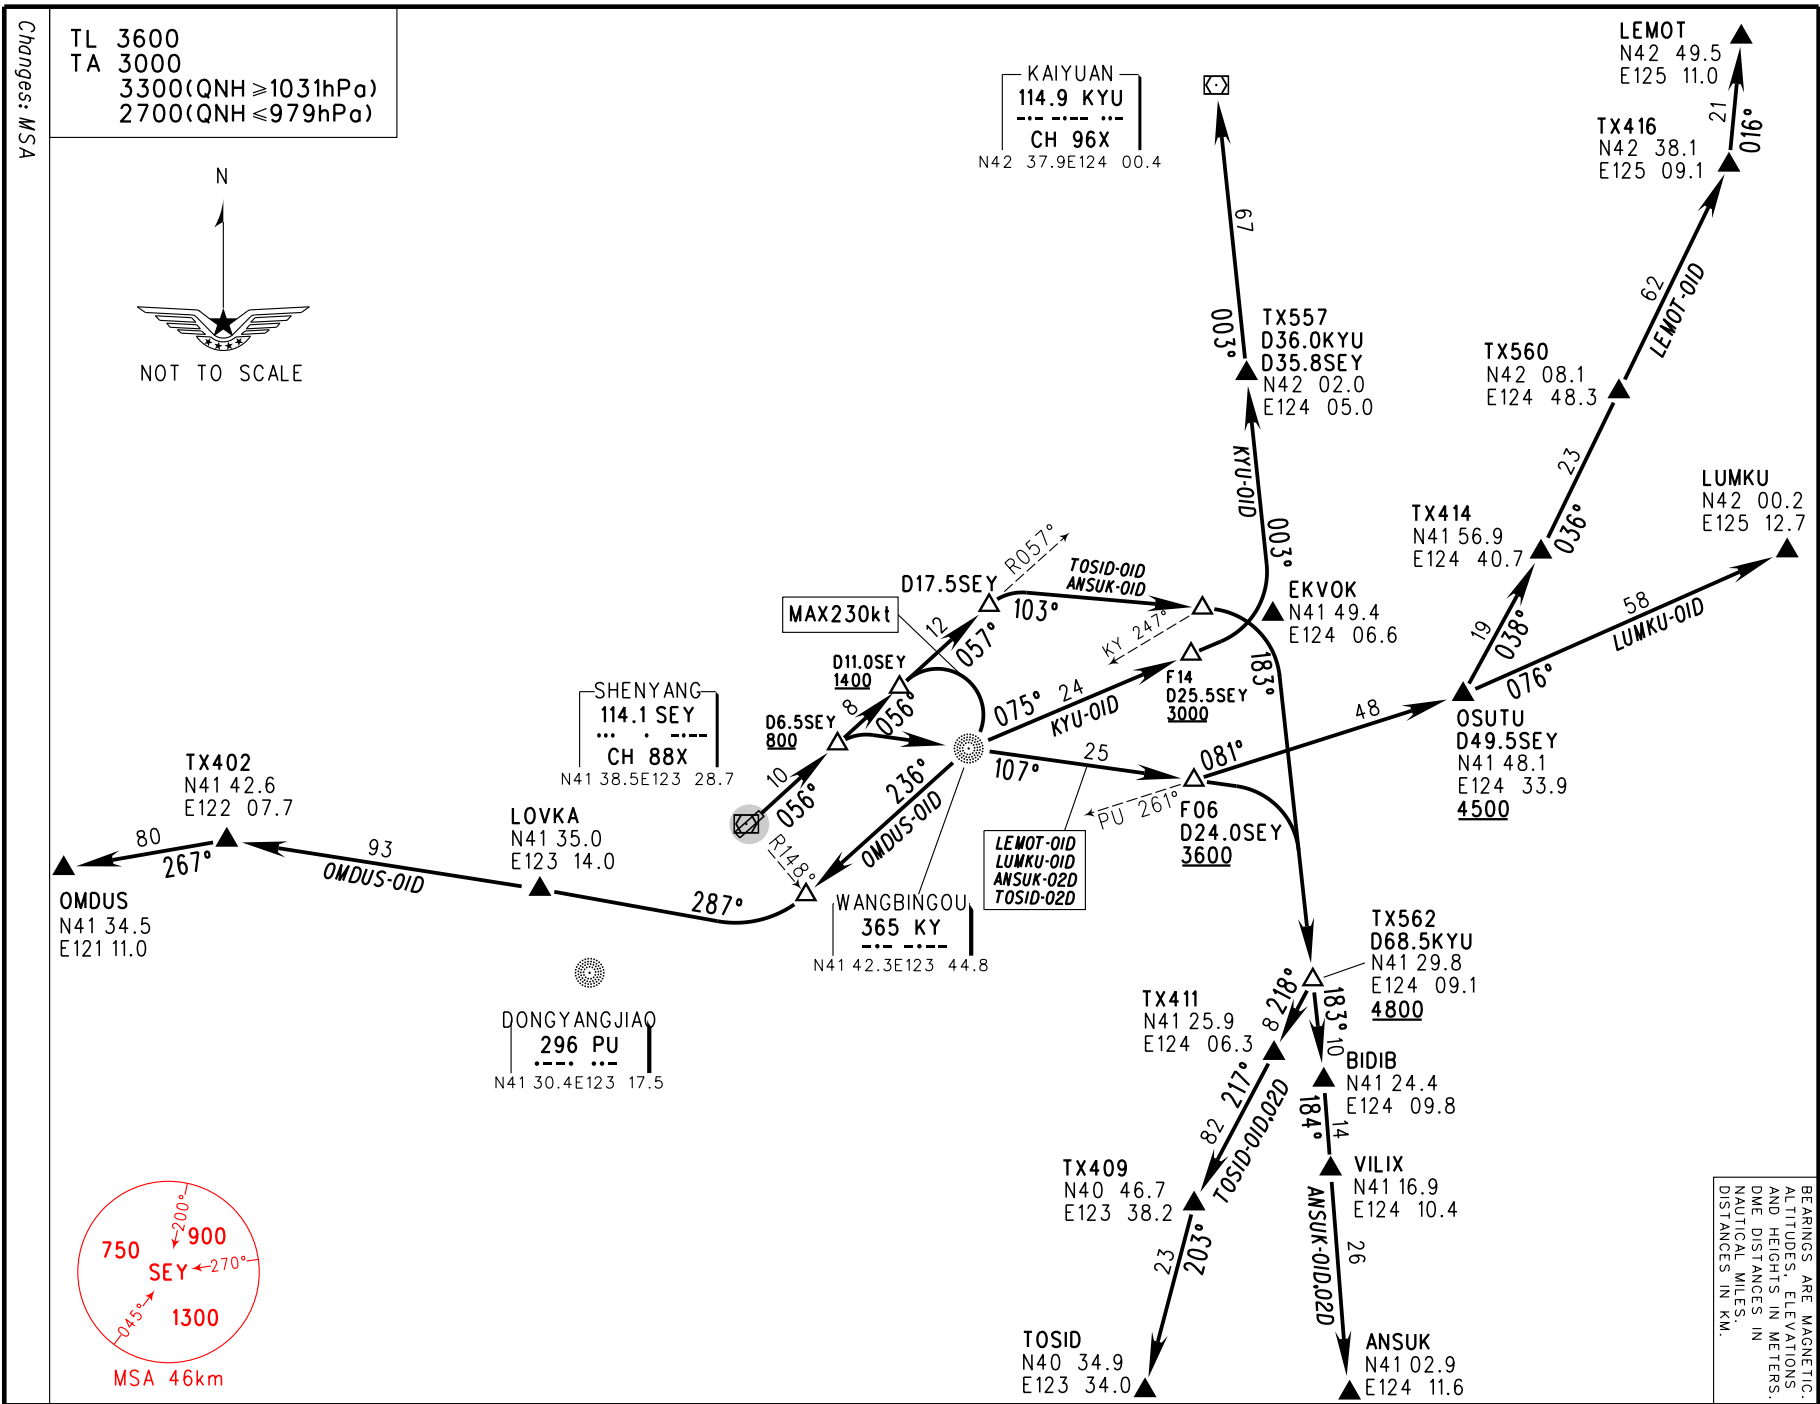 Changes: MSA
TL 3600
TA 3000
3300(QNH ≥1031hPa)
2700(QNH ≤979hPa)
N
NOT TO SCALE
KAIYUAN
114.9 KYU
-·- -·-- ··-
CH 96X
N42 37.9E124 00.4
LEMOT
N42 49.5
E125 11.0
21
016°
TX416
N42 38.1
E125 09.1
62
LEMOT-01D
67
003°
TX557
D36.0KYU
D35.8SEY
N42 02.0
E124 05.0
KYU-01D
003°
TX560
N42 08.1
E124 48.3
23
036°
LUMKU
N42 00.2
E125 12.7
TX414
N41 56.9
E124 40.7
19
038°
58
LUMKU-01D
076°
R057°
TOSID-01D
ANSUK-01D
D17.5SEY
103°
MAX230kt
12
057°
KY 247°
EKVOK
N41 49.4
E124 06.6
183°
D11.0SEY
1400
8
056°
F14
D25.5SEY
3000
075°
24
KYU-01D
SHENYANG
114.1 SEY
··· · -·--
CH 88X
N41 38.5E123 28.7
D6.5SEY
800
10
056°
48
081°
OSUTU
D49.5SEY
N41 48.1
E124 33.9
4500
25
107°
236°
OMDUS-01D
PU 261°
F06
D24.0SEY
3600
TX402
N41 42.6
E122 07.7
LOVKA
N41 35.0
E123 14.0
80
267°
93
OMDUS-01D
287°
R148°
OMDUS
N41 34.5
E121 11.0
LEMOT-01D
LUMKU-01D
ANSUK-02D
TOSID-02D
WANGBINGOU
365 KY
-·- -·--
N41 42.3E123 44.8
DONGYANGJIAO
296 PU
·--· ··-
N41 30.4E123 17.5
TX562
D68.5KYU
N41 29.8
E124 09.1
4800
218°
8
183°
10
TX411
N41 25.9
E124 06.3
217°
82
TOSID-01D,02D
BIDIB
N41 24.4
E124 09.8
184°
14
VILIX
N41 16.9
E124 10.4
26
ANSUK-01D,02D
TX409
N40 46.7
E123 38.2
23
203°
TOSID
N40 34.9
E123 34.0
ANSUK
N41 02.9
E124 11.6
200°
750
900
SEY
270°
045°
1300
MSA 46km
BEARINGS ARE MAGNETIC.
ALTITUDES, ELEVATIONS
AND HEIGHTS IN METERS.
DME DISTANCES IN
NAUTICAL MILES.
DISTANCES IN KM.